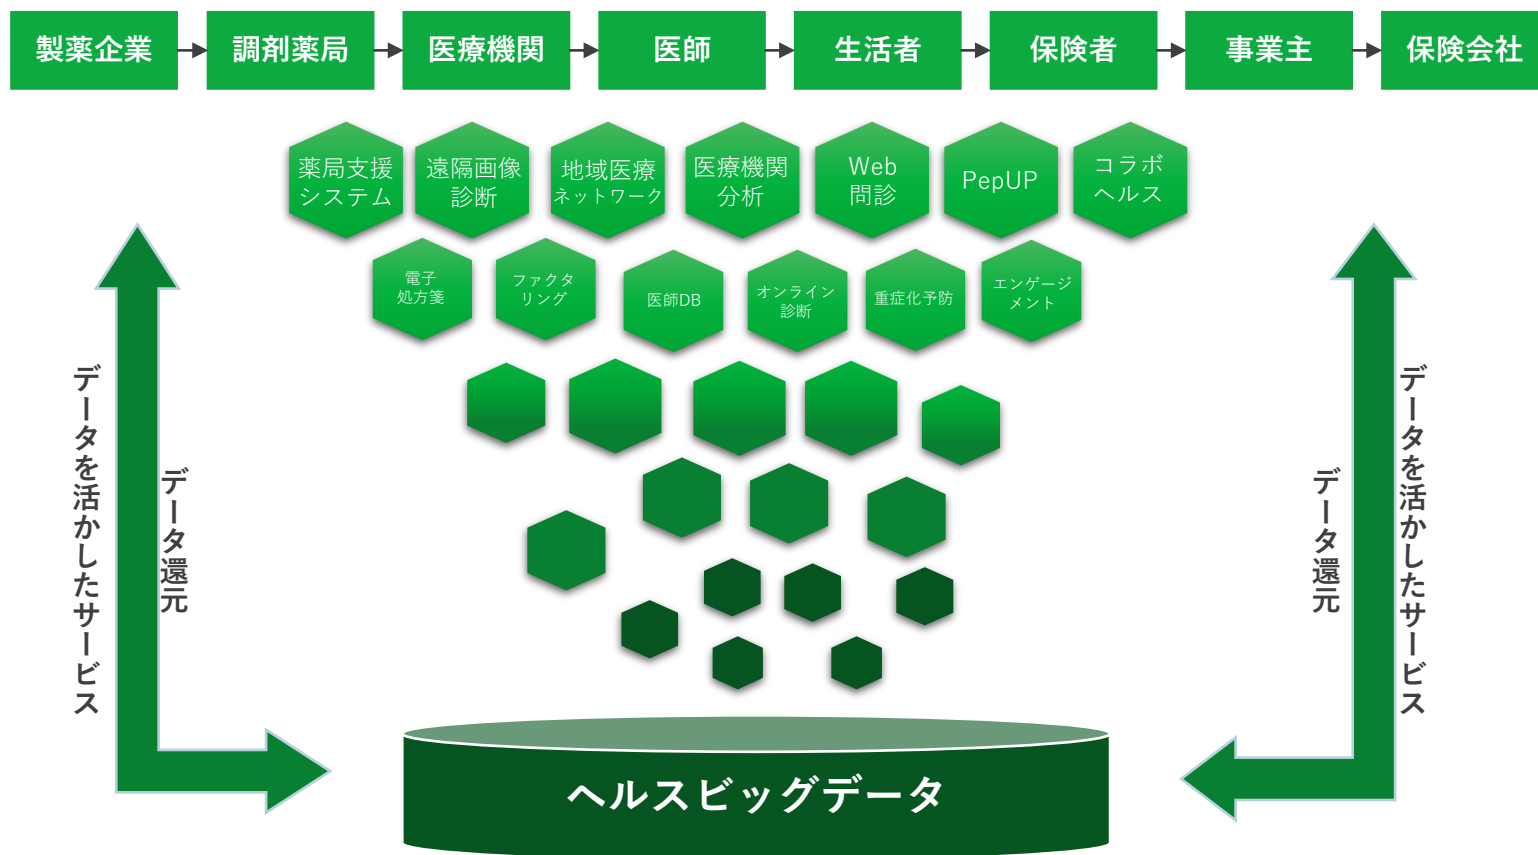 製薬企業
調剤薬局
医療機関
医師
生活者
保険者
事業主
保険会社
薬局支援
システム
遠隔画像
診断
地域医療
ネットワーク
医療機関
分析
Web
問診
PepUP
コラボ
ヘルス
電子
処方箋
ファクタ
リング
医師DB
オンライン
診断
重症化予防
エンゲージ
メント
データを活かしたサービス
データ還元
データ還元
データを活かしたサービス
ヘルスビッグデータ